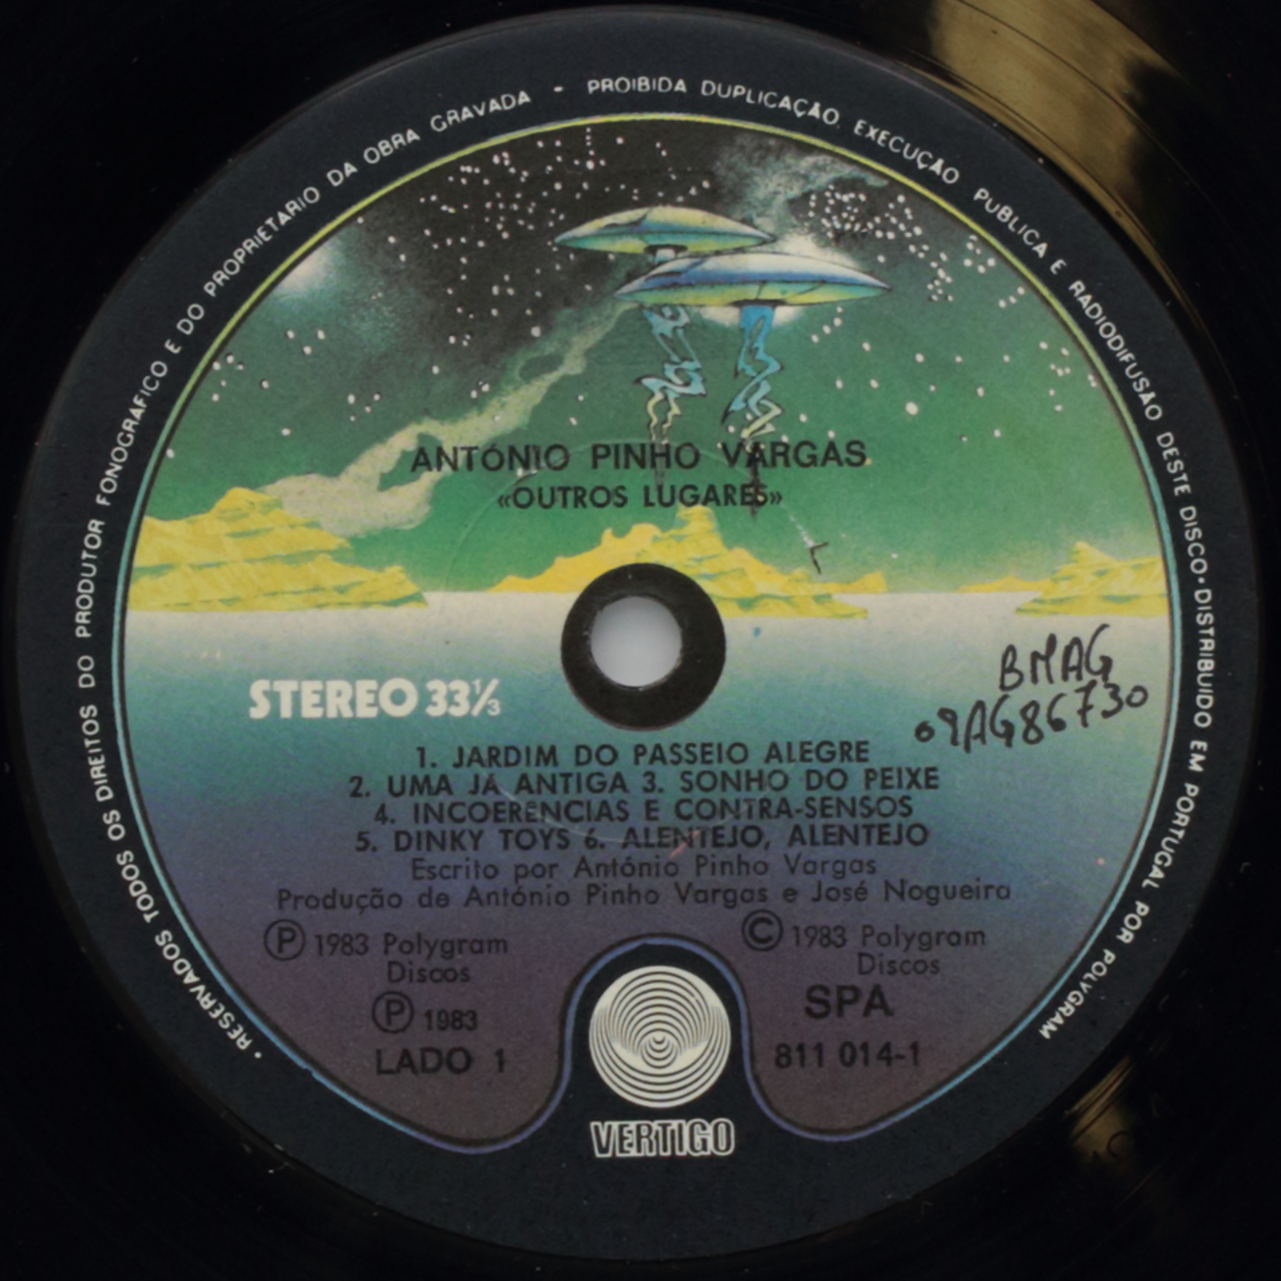 • RESERVADOS TODOS OS DIREITOS DO PRODUTOR FONOGRAFICO E DO PROPRIETARIO DA OBRA GRAVADA - PROIBIDA DUPLICAÇÃO, EXECUÇÃO PUBLICA E RADIODIFUSÃO DESTE DISCO • DISTRIBUIDO EM PORTUGAL POR POLYGRAM
ANTÓNIO PINHO VARGAS
«OUTROS LUGARES»
BMAG
09AG86730
STEREO 33⅓
1. JARDIM DO PASSEIO ALEGRE
2. UMA JÁ ANTIGA 3. SONHO DO PEIXE
4. INCOERENCIAS E CONTRA-SENSOS
5. DINKY TOYS 6. ALENTEJO, ALENTEJO
Escrito por António Pinho Vargas
Produção de António Pinho Vargas e José Nogueira
Ⓟ 1983 Polygram
Discos
Ⓟ 1983
LADO 1
© 1983 Polygram
Discos
SPA
811 014-1
VERTIGO